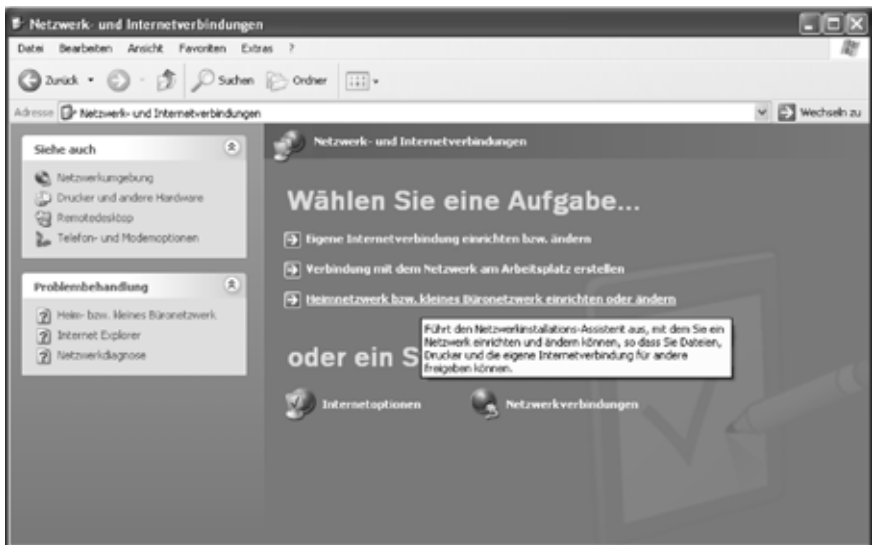 Netzwerk- und Internetverbindungen
Datei Bearbeiten Ansicht Favoriten Extras ?
Zurück Suchen Ordner
Adresse Netzwerk- und Internetverbindungen Wechseln zu
Siehe auch
Netzwerkumgebung
Drucker und andere Hardware
Remotedesktop
Telefon- und Modemoptionen
Problembehandlung
Heim- bzw. kleines Büronetzwerk
Internet Explorer
Netzwerkdiagnose
Netzwerk- und Internetverbindungen
Wählen Sie eine Aufgabe...
Eigene Internetverbindung einrichten bzw. ändern
Verbindung mit dem Netzwerk am Arbeitsplatz erstellen
Heimnetzwerk bzw. kleines Büronetzwerk einrichten oder ändern
Führt den Netzwerkinstallations-Assistent aus, mit dem Sie ein
Netzwerk einrichten und ändern können, so dass Sie Dateien,
Drucker und die eigene Internetverbindung für andere
freigeben können.
oder ein S
Internetoptionen
Netzwerkverbindungen